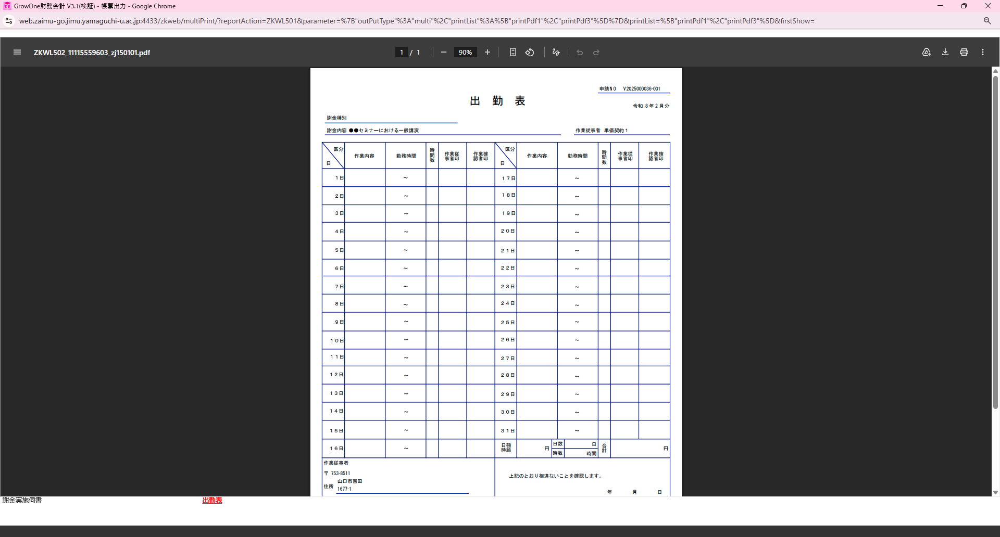 GrowOne財務会計 V3.1(検証) - 帳票出力 - Google Chrome
web.zaimu-go.jimu.yamaguchi-u.ac.jp:4433/zkweb/multiPrint/?reportAction=ZKWL501&parameter=%7B"outPutType"%3A"multi"%2C"printList"%3A%5B"printPdf1"%2C"printPdf3"%5D%7D&printList=%5B"printPdf1"%2C"printPdf3"%5D&firstShow=
ZKWL502_11115559603_zj150101.pdf
1 / 1
90%
申請NO V2025000036-001
出 勤 表
令和 8年2月分
謝金種別
謝金内容 ●●セミナーにおける一般講演
作業従事者 単価契約1
区分 日 作業内容 勤務時間 時間数 作業従事者印 作業確認者印 区分 日 作業内容 勤務時間 時間数 作業従事者印 作業確認者印
1日 ~ 17日 ~
2日 ~ 18日 ~
3日 ~ 19日 ~
4日 ~ 20日 ~
5日 ~ 21日 ~
6日 ~ 22日 ~
7日 ~ 23日 ~
8日 ~ 24日 ~
9日 ~ 25日 ~
10日 ~ 26日 ~
11日 ~ 27日 ~
12日 ~ 28日 ~
13日 ~ 29日 ~
14日 ~ 30日 ~
15日 ~ 31日 ~
16日 ~ 日額時給 円 日数 日 時数 時間 合計 円
作業従事者
〒 753-8511
住所 山口市吉田
1677-1
上記のとおり相違ないことを確認します。
年 月 日
謝金実施伺書
出勤表